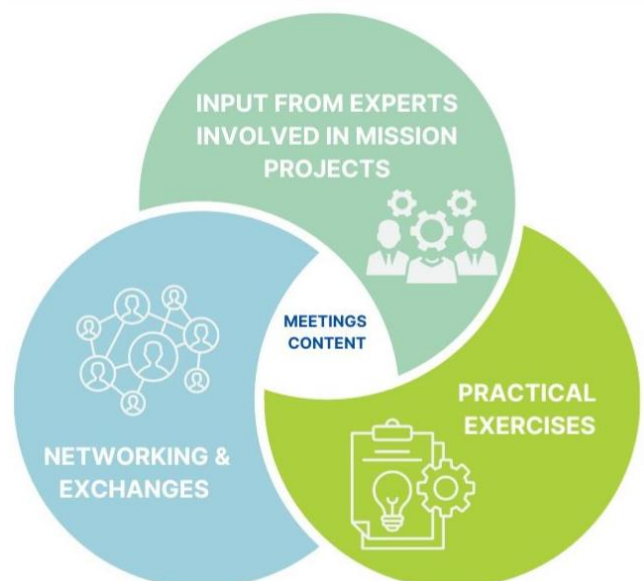 INPUT FROM EXPERTS
INVOLVED IN MISSION
PROJECTS
MEETINGS
CONTENT
PRACTICAL
EXERCISES
NETWORKING &
EXCHANGES